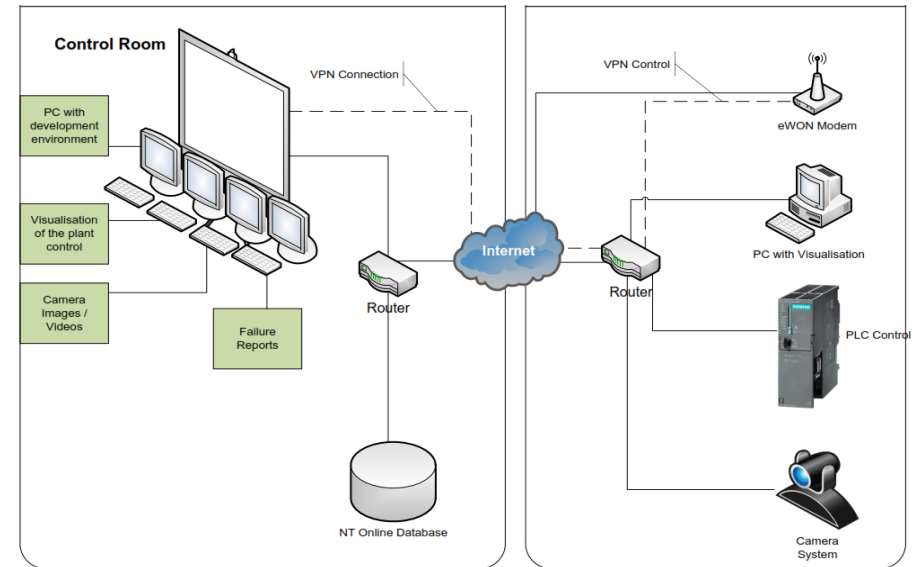 Control Room
VPN Connection
PC with
development
environment
Visualisation
of the plant
control
Camera
Images /
Videos
Failure
Reports
Router
NT Online Database
Internet
VPN Control
eWON Modem
PC with Visualisation
Router
SIEMENS
PLC Control
Camera
System